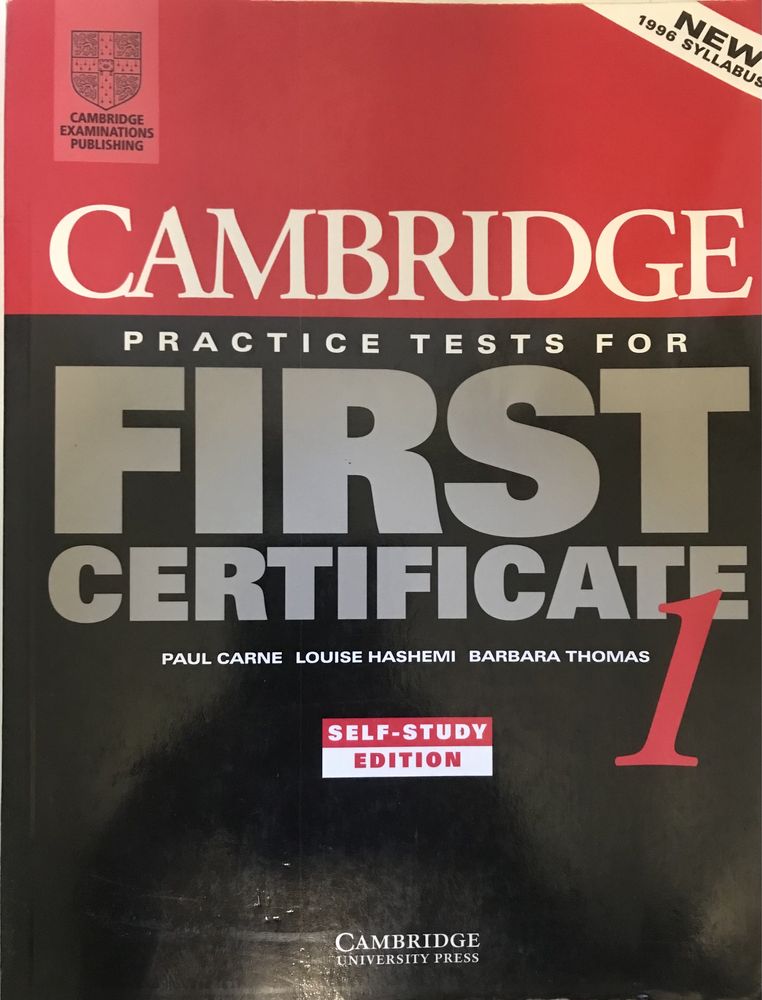 NEW
1996 SYLLABUS
CAMBRIDGE
EXAMINATIONS
PUBLISHING
CAMBRIDGE
PRACTICE TESTS FOR
FIRST
CERTIFICATE
1
PAUL CARNE LOUISE HASHEMI BARBARA THOMAS
SELF-STUDY
EDITION
CAMBRIDGE
UNIVERSITY PRESS